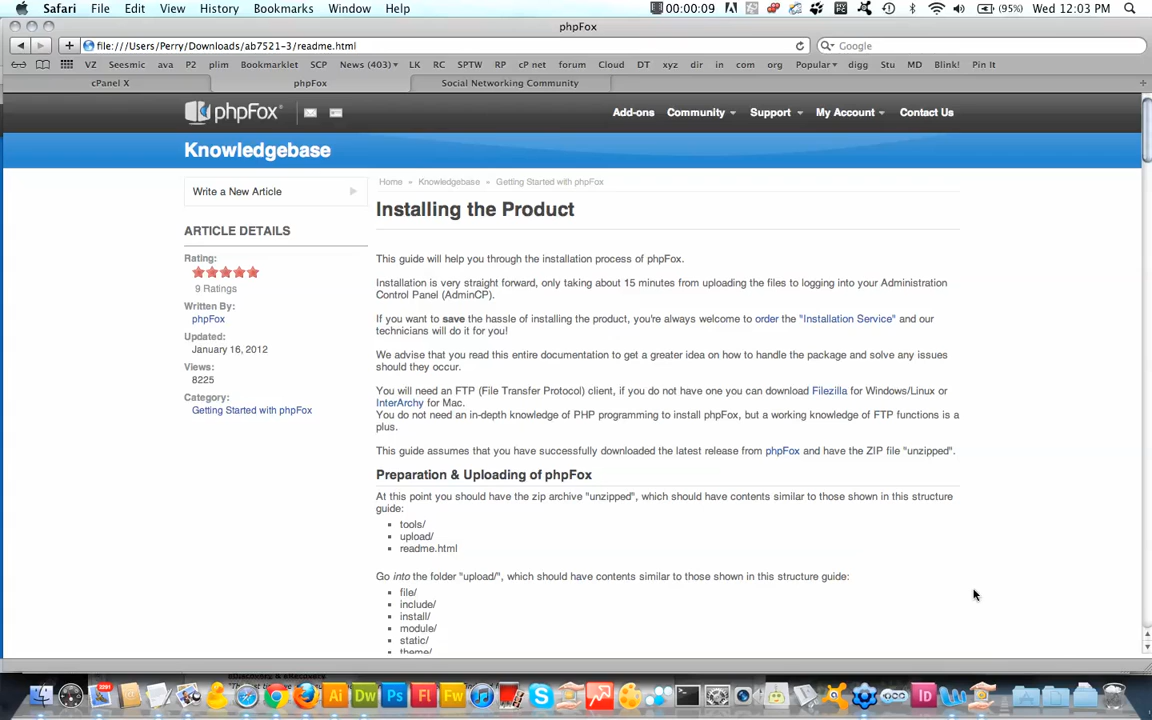 Safari File Edit View History Bookmarks Window Help 00:00:09 (95%) Wed 12:03 PM
phpFox
file:///Users/Perry/Downloads/ab7521-3/readme.html Google
VZ Seesmic ava P2 plim Bookmarklet SCP News (403) LK RC SPTW RP cP net forum Cloud DT xyz dir in com org Popular digg Stu MD Blink! Pin It
cPanel X phpFox Social Networking Community
phpFox Add-ons Community Support My Account Contact Us
Knowledgebase
Write a New Article
ARTICLE DETAILS
Rating:
9 Ratings
Written By:
phpFox
Updated:
January 16, 2012
Views:
8225
Category:
Getting Started with phpFox
Home » Knowledgebase » Getting Started with phpFox
Installing the Product
This guide will help you through the installation process of phpFox.
Installation is very straight forward, only taking about 15 minutes from uploading the files to logging into your Administration
Control Panel (AdminCP).
If you want to save the hassle of installing the product, you're always welcome to order the "Installation Service" and our
technicians will do it for you!
We advise that you read this entire documentation to get a greater idea on how to handle the package and solve any issues
should they occur.
You will need an FTP (File Transfer Protocol) client, if you do not have one you can download Filezilla for Windows/Linux or
InterArchy for Mac.
You do not need an in-depth knowledge of PHP programming to install phpFox, but a working knowledge of FTP functions is a
plus.
This guide assumes that you have successfully downloaded the latest release from phpFox and have the ZIP file "unzipped".
Preparation & Uploading of phpFox
At this point you should have the zip archive "unzipped", which should have contents similar to those shown in this structure
guide:
tools/
upload/
readme.html
Go into the folder "upload/", which should have contents similar to those shown in this structure guide:
file/
include/
install/
module/
static/
theme/
2291 Ai Dw Ps Fl Fw Id